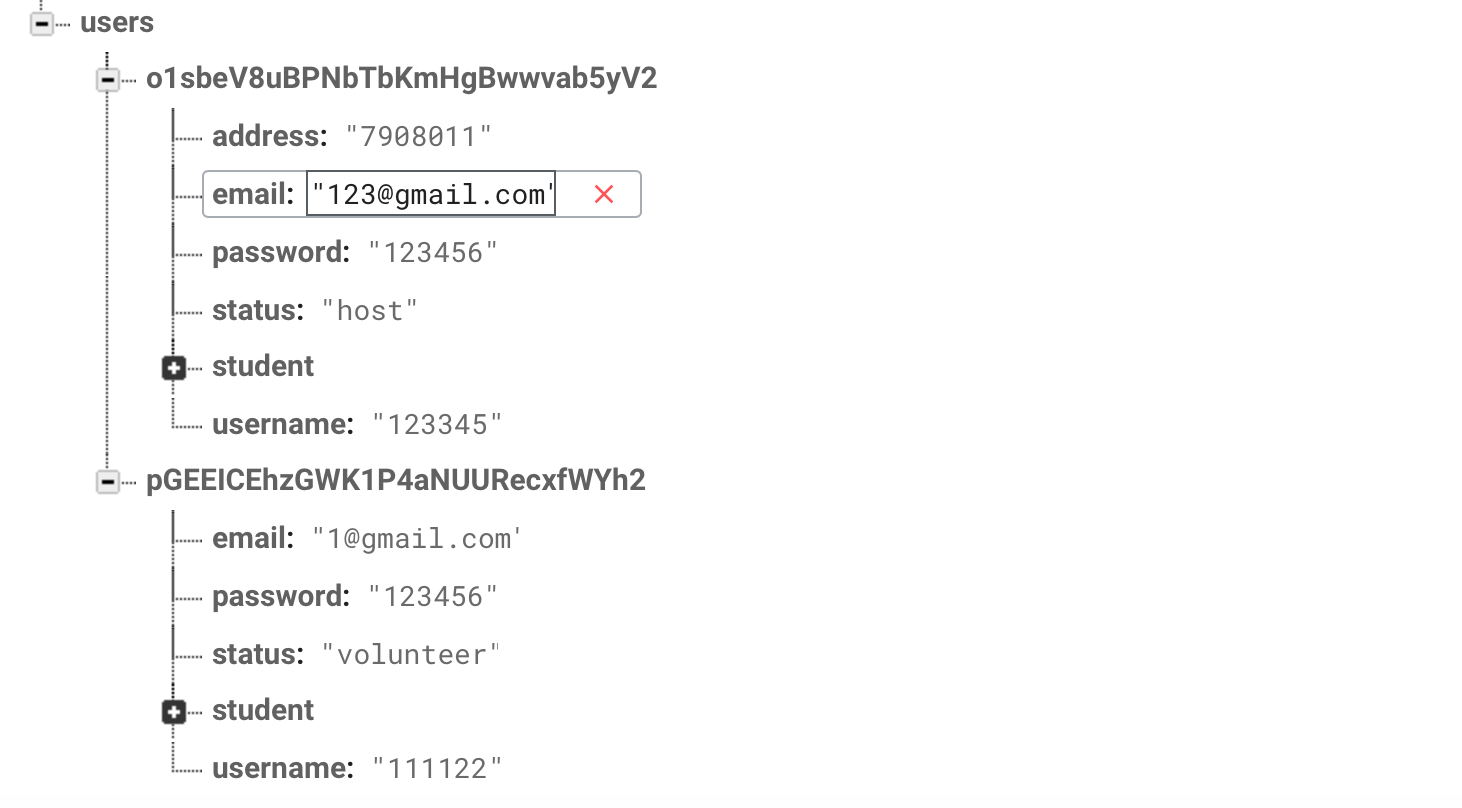 users
o1sbeV8uBPNbTbKmHgBwwvab5yV2
address: "7908011"
email: "123@gmail.com'
password: "123456"
status: "host"
student
username: "123345"
pGEEICEhzGWK1P4aNUURecxfWYh2
email: "1@gmail.com'
password: "123456"
status: "volunteer"
student
username: "111122"